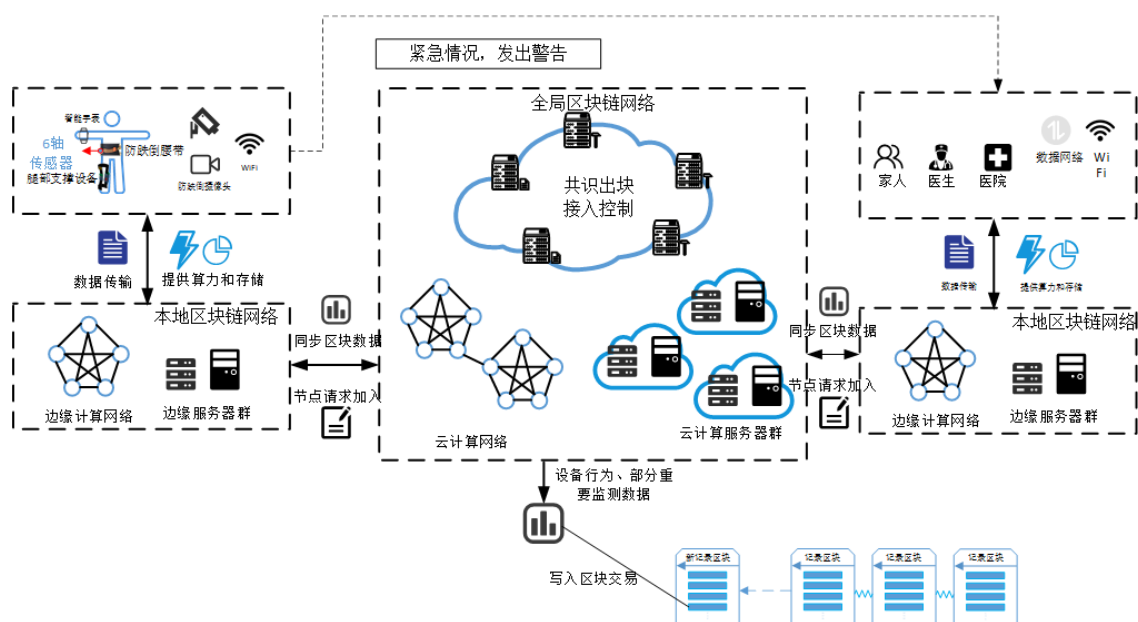 紧急情况，发出警告
智能手表
6轴
传感器
防跌倒腰带
腿部支撑设备
防跌倒摄像头
WiFi
全局区块链网络
共识出块
接入控制
家人
医生
医院
数据网络
Wi
Fi
数据传输
提供算力和存储
数据传输
提供算力和存储
本地区块链网络
边缘计算网络
边缘服务器群
同步区块数据
节点请求加入
云计算网络
云计算服务器群
同步区块数据
节点请求加入
本地区块链网络
边缘计算网络
边缘服务器群
设备行为、部分重
要监测数据
写入区块交易
新记录区块
记录区块
记录区块
记录区块